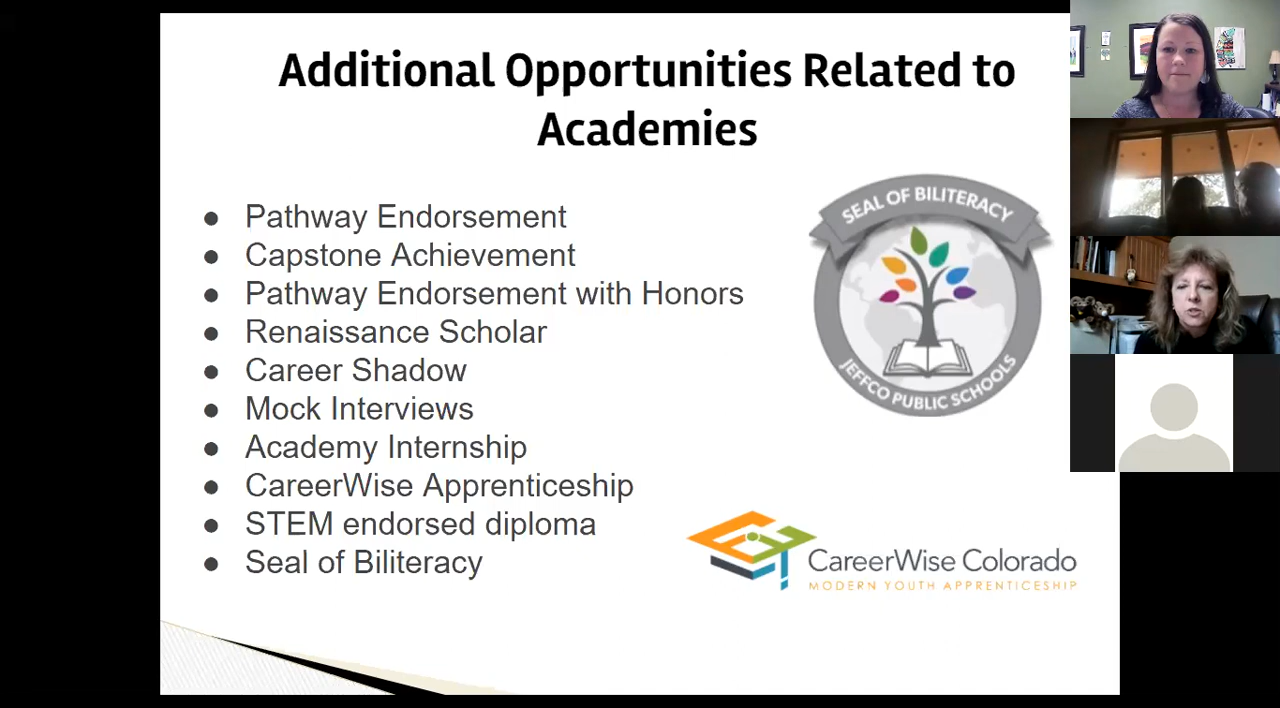 Additional Opportunities Related to
Academies
● Pathway Endorsement
● Capstone Achievement
● Pathway Endorsement with Honors
● Renaissance Scholar
● Career Shadow
● Mock Interviews
● Academy Internship
● CareerWise Apprenticeship
● STEM endorsed diploma
● Seal of Biliteracy
SEAL OF BILITERACY
JEFFCO PUBLIC SCHOOLS
CareerWise Colorado
MODERN YOUTH APPRENTICESHIP